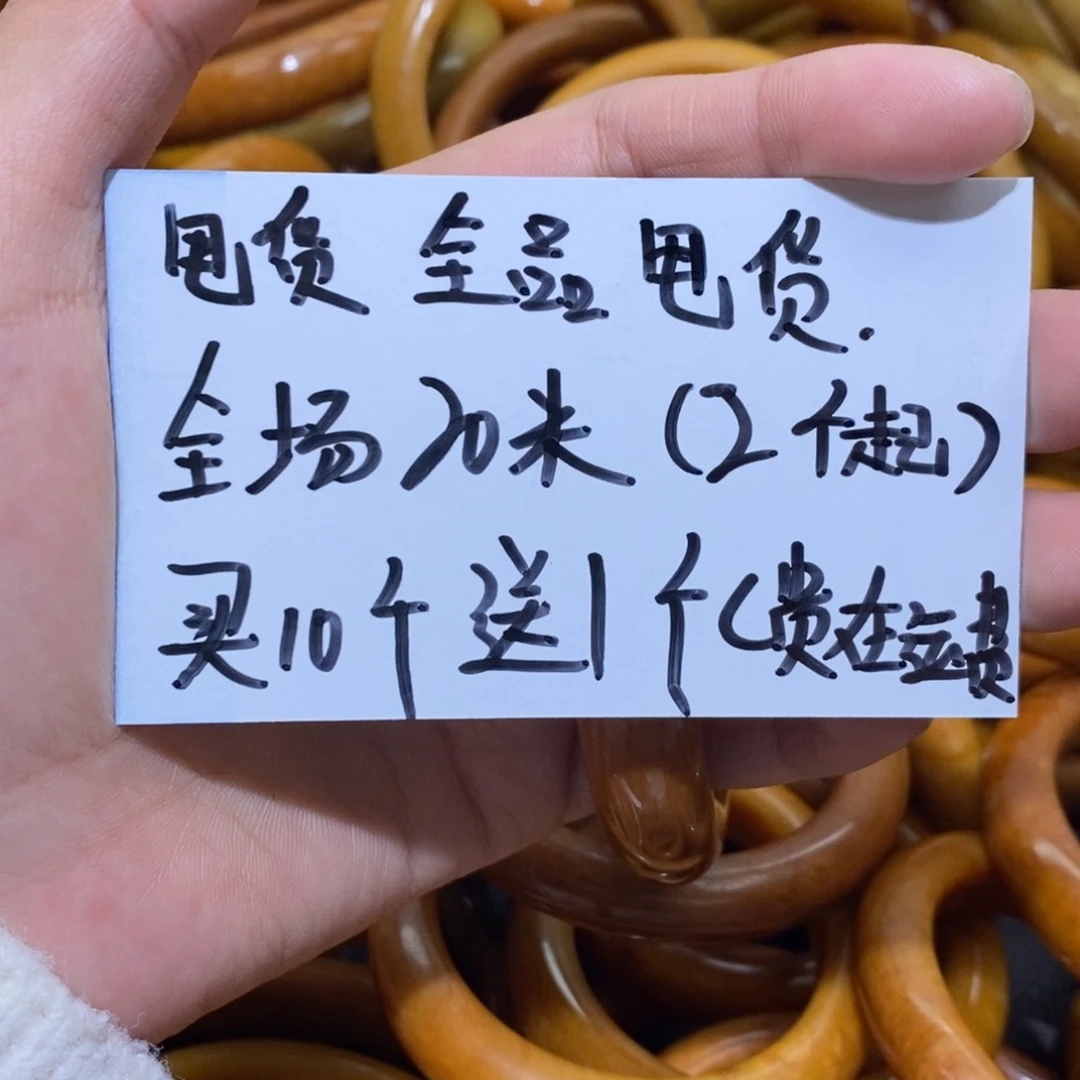 甩货 全品 甩货.
全场20米 (2个起)
买10个送1个(贵在运费